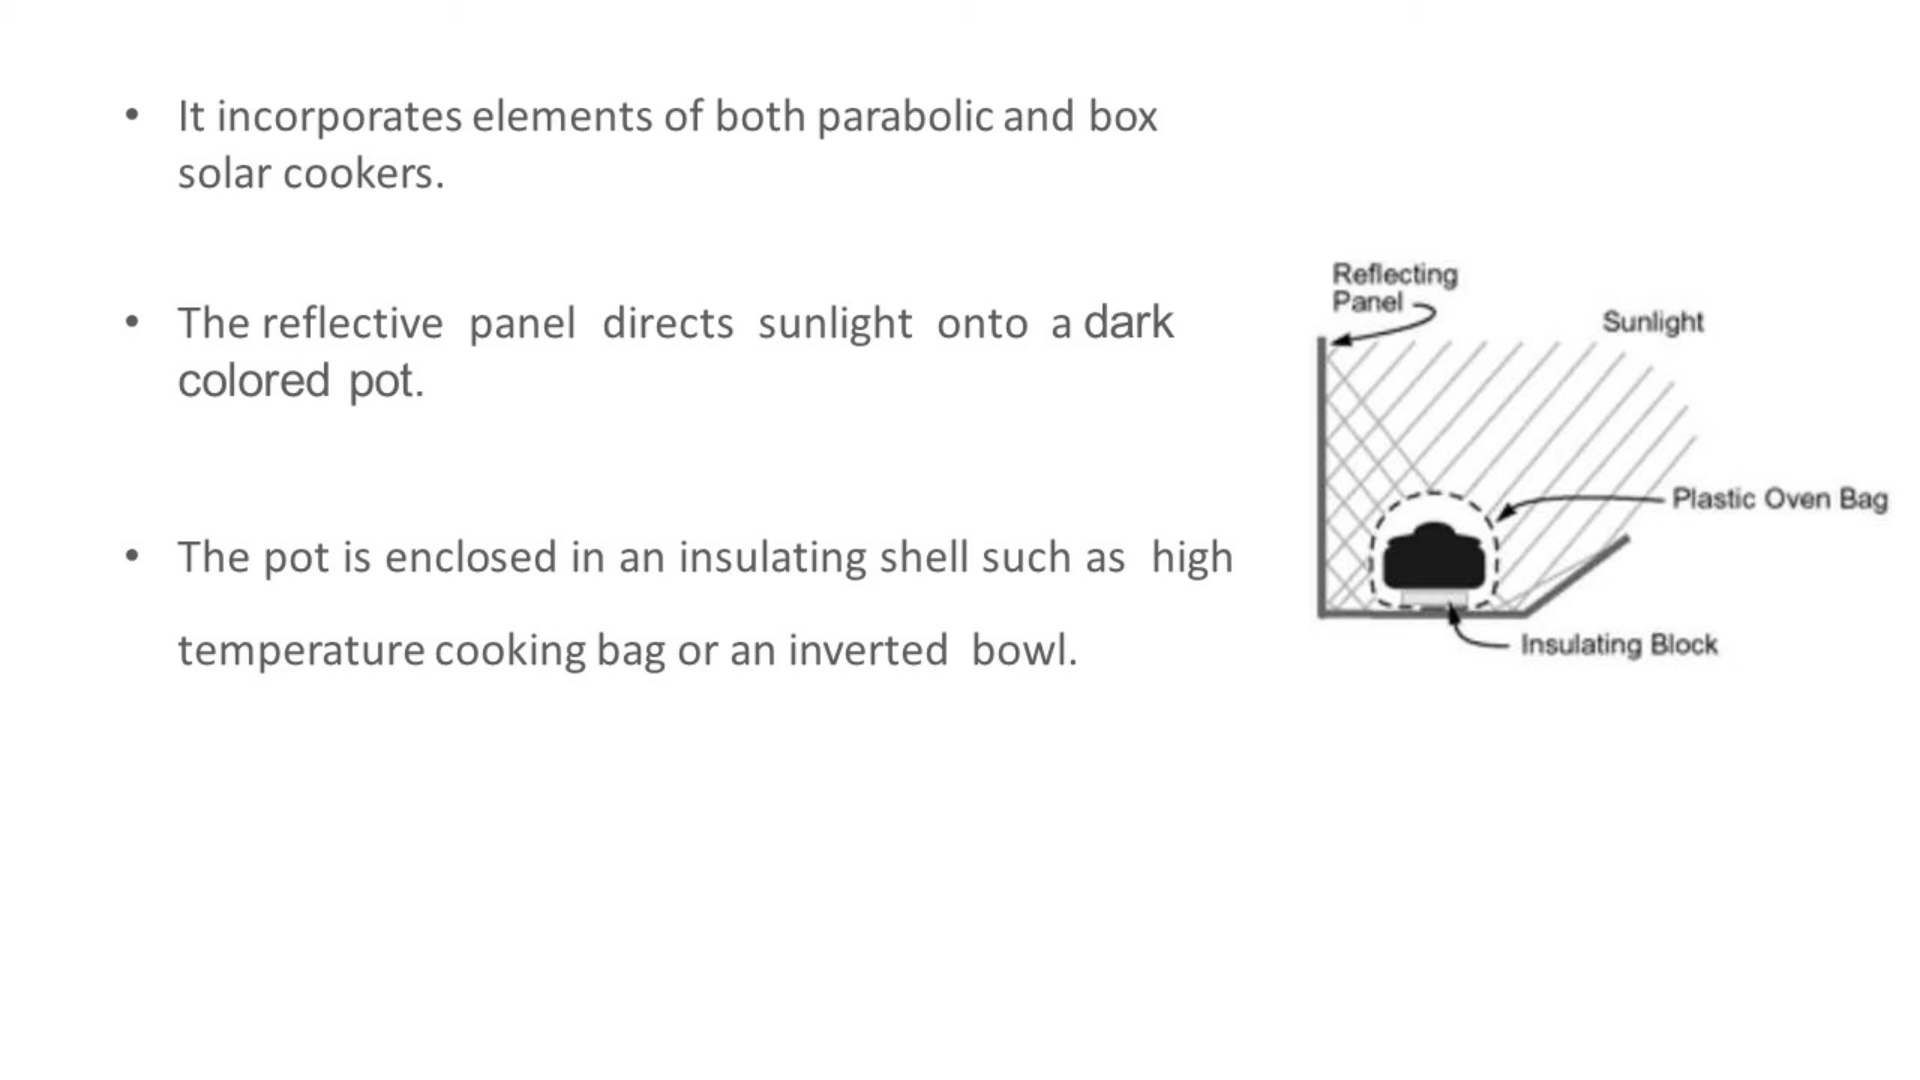 • It incorporates elements of both parabolic and box
solar cookers.
• The reflective panel directs sunlight onto a dark
colored pot.
• The pot is enclosed in an insulating shell such as high
temperature cooking bag or an inverted bowl.
Reflecting
Panel
Sunlight
Plastic Oven Bag
Insulating Block